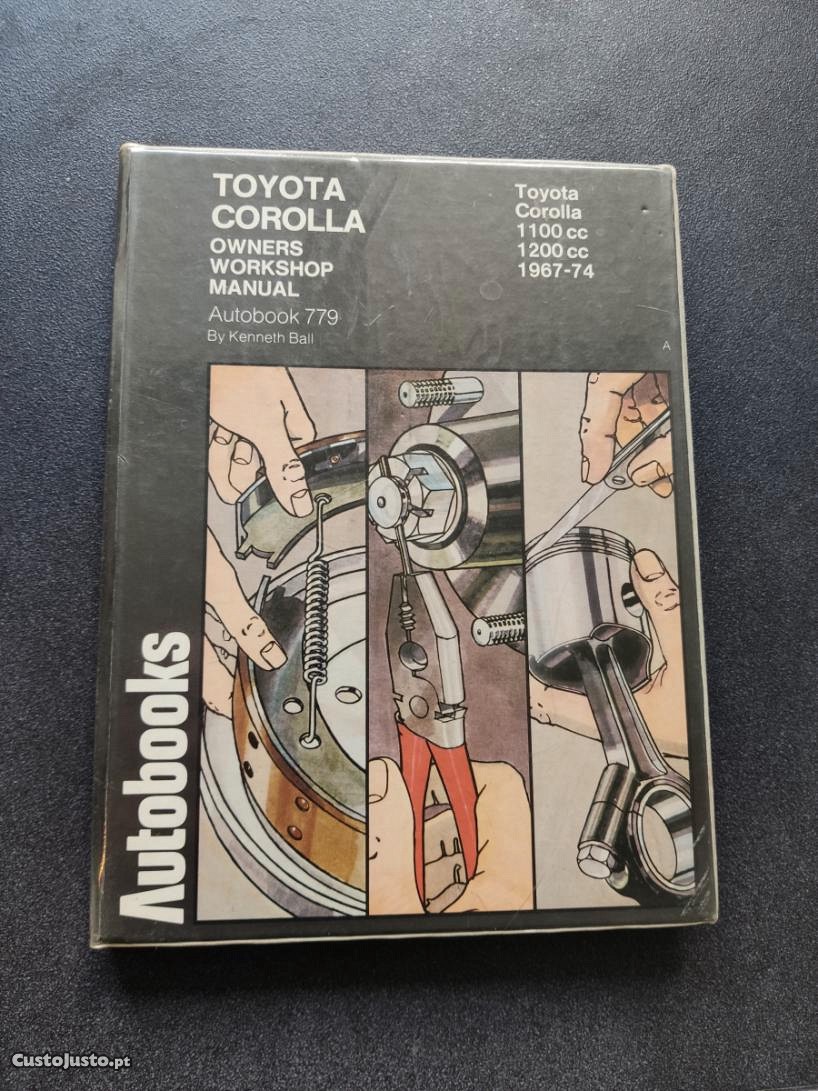 TOYOTA
COROLLA
OWNERS
WORKSHOP
MANUAL
Autobook 779
By Kenneth Ball
Toyota
Corolla
1100 cc
1200 cc
1967-74
A
Autobooks
CustoJusto.pt